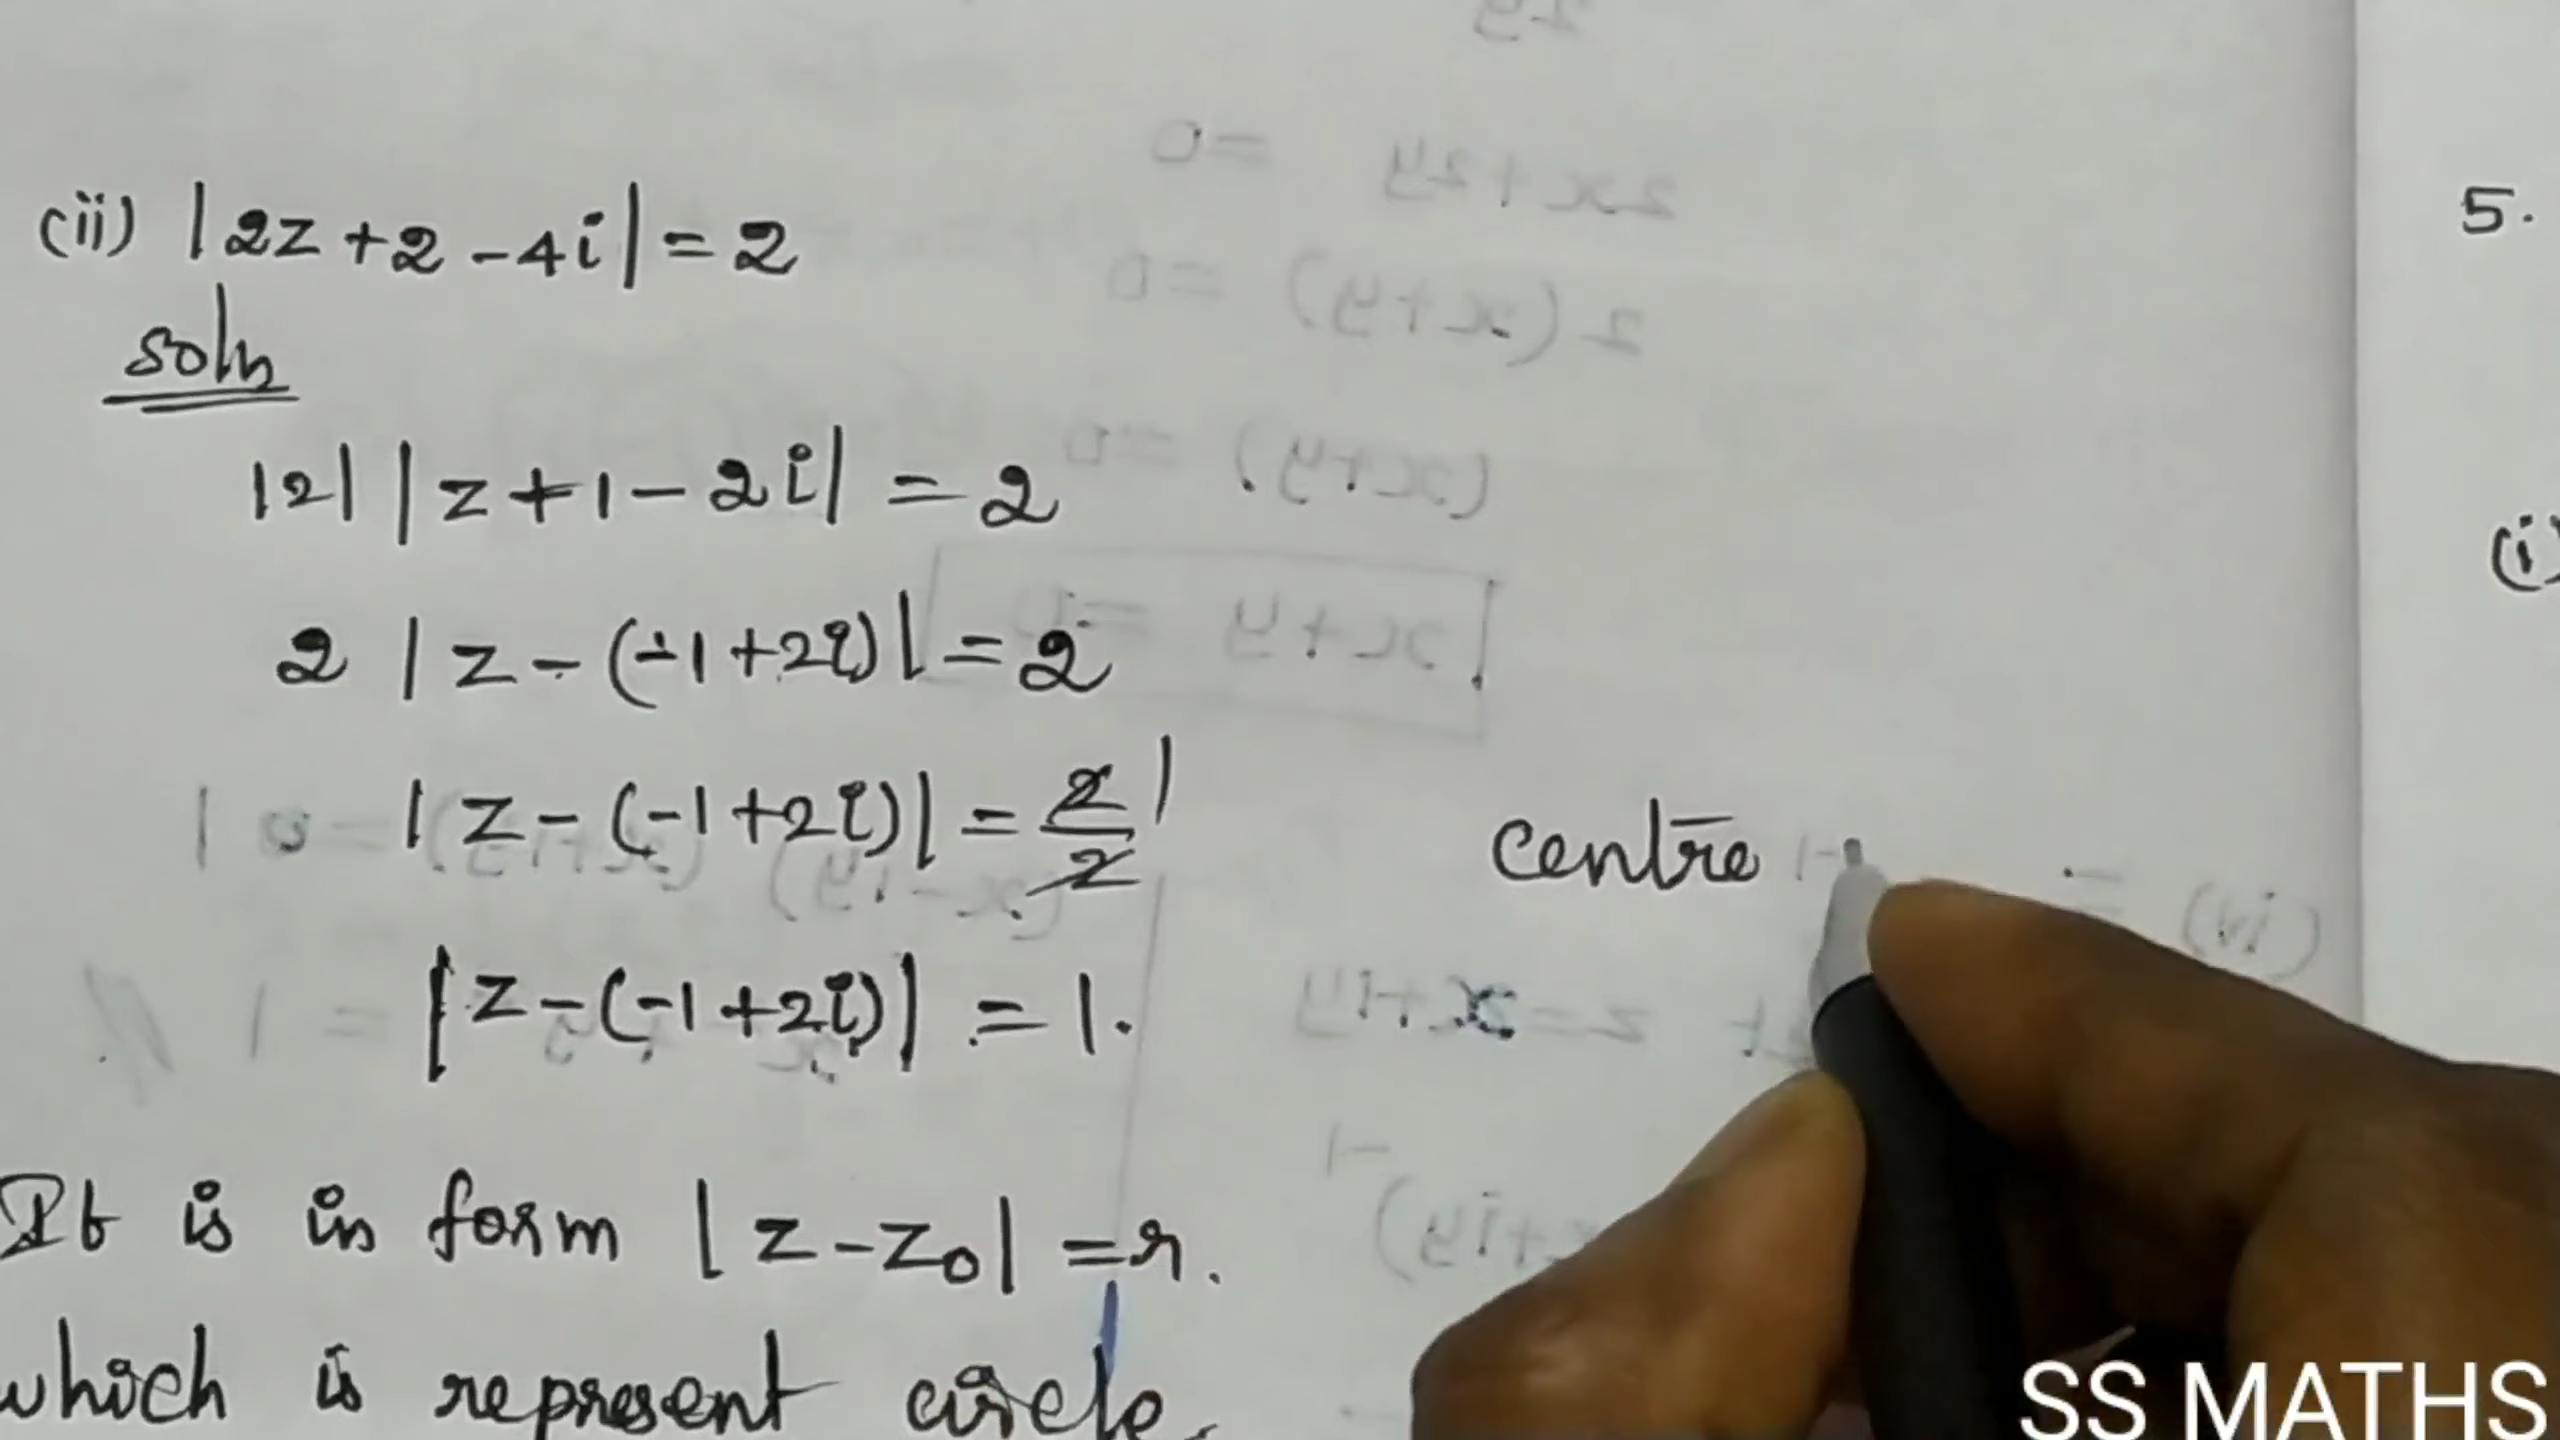 (ii) |2z+2-4i|=2
soln
|2| |z+1-2i| =2
2 |z-(-1+2i)|=2
|z-(-1+2i)|=2/2 1
|z-(-1+2i)| =1.
It is in form |z-z₀| =r.
which is represent circle.
centre
5.
(i)
SS MATHS